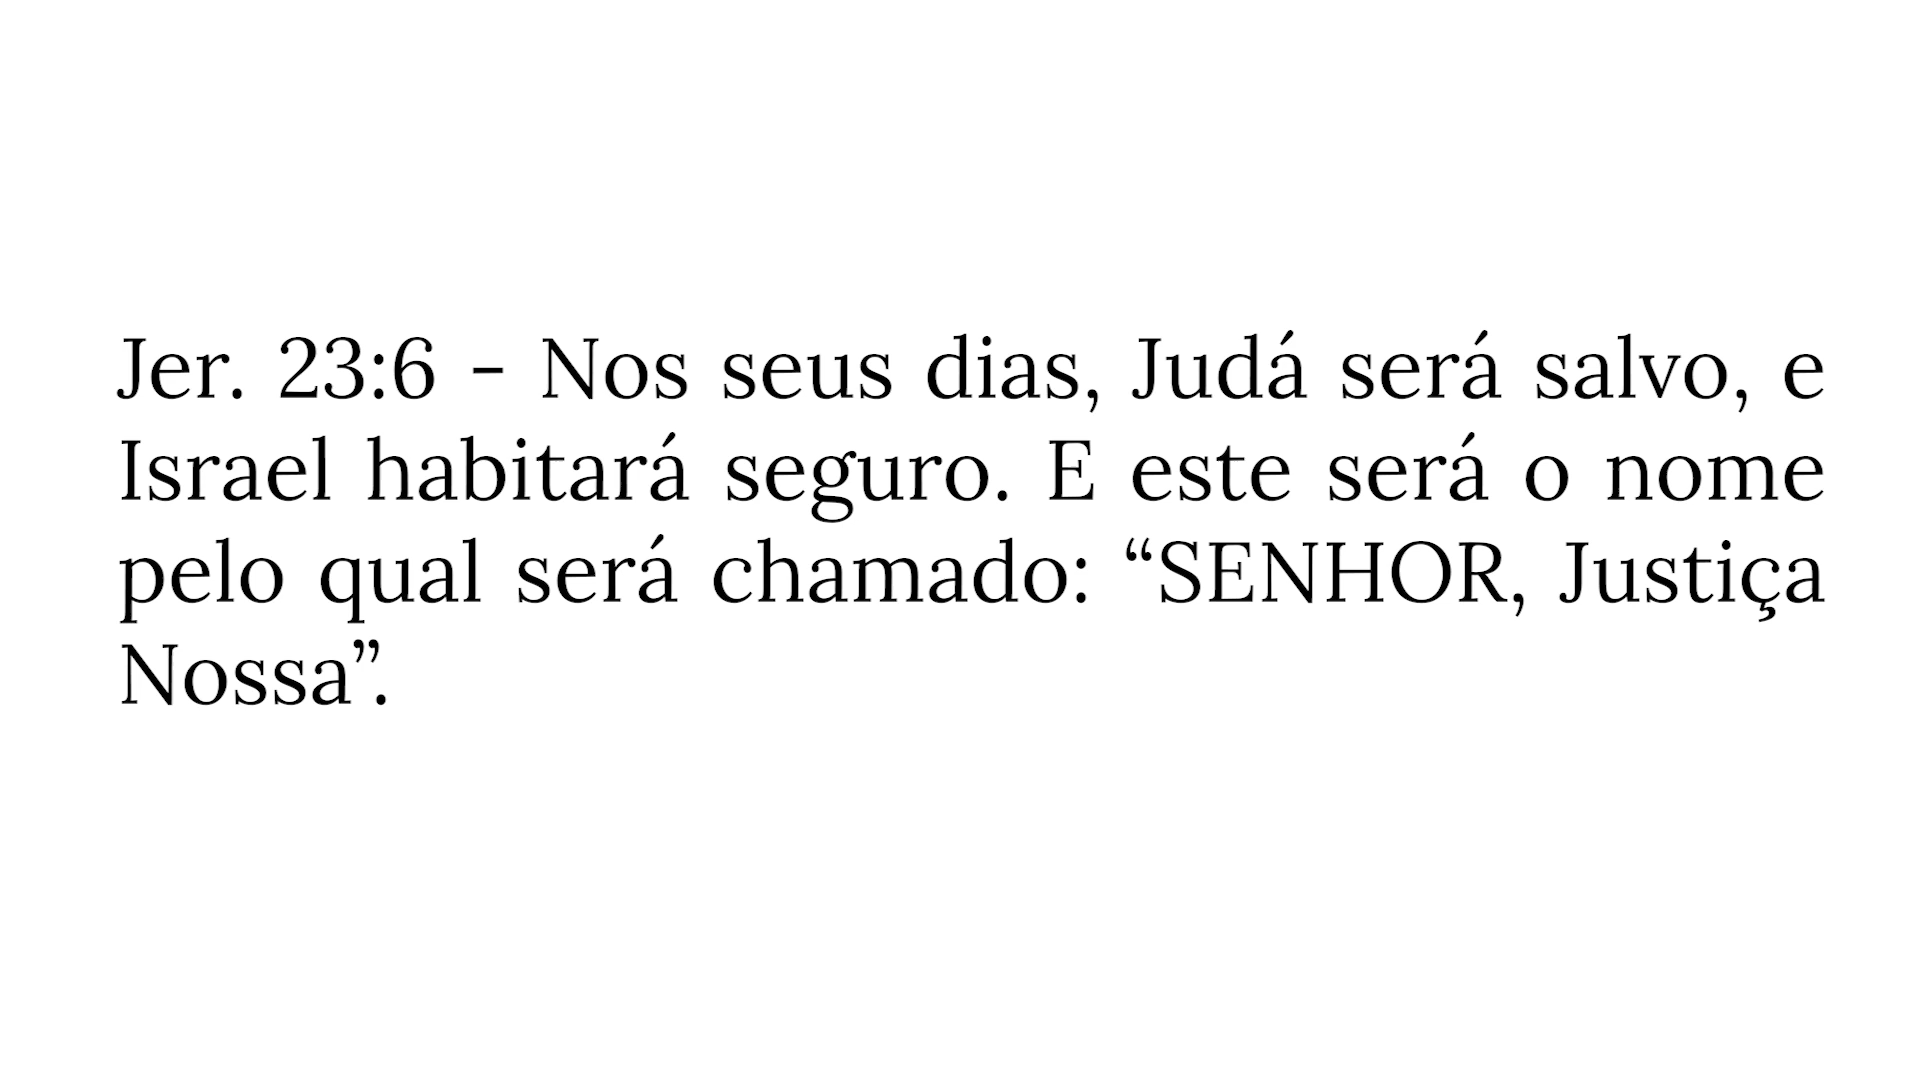 Jer. 23:6 - Nos seus dias, Judá será salvo, e
Israel habitará seguro. E este será o nome
pelo qual será chamado: “SENHOR, Justiça
Nossa”.